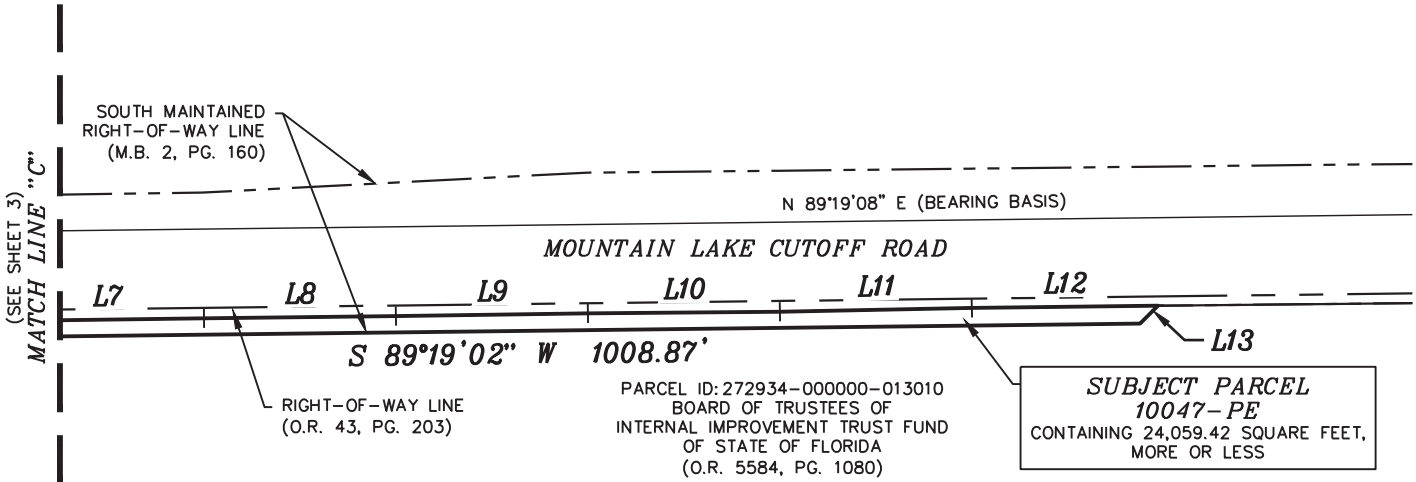 SOUTH MAINTAINED
RIGHT-OF-WAY LINE
(M.B. 2, PG. 160)
(SEE SHEET 3)
MATCH LINE "C"
N 89°19'08" E (BEARING BASIS)
MOUNTAIN LAKE CUTOFF ROAD
L7
L8
L9
L10
L11
L12
L13
S 89°19'02" W 1008.87'
RIGHT-OF-WAY LINE
(O.R. 43, PG. 203)
PARCEL ID: 272934-000000-013010
BOARD OF TRUSTEES OF
INTERNAL IMPROVEMENT TRUST FUND
OF STATE OF FLORIDA
(O.R. 5584, PG. 1080)
SUBJECT PARCEL
10047-PE
CONTAINING 24,059.42 SQUARE FEET,
MORE OR LESS